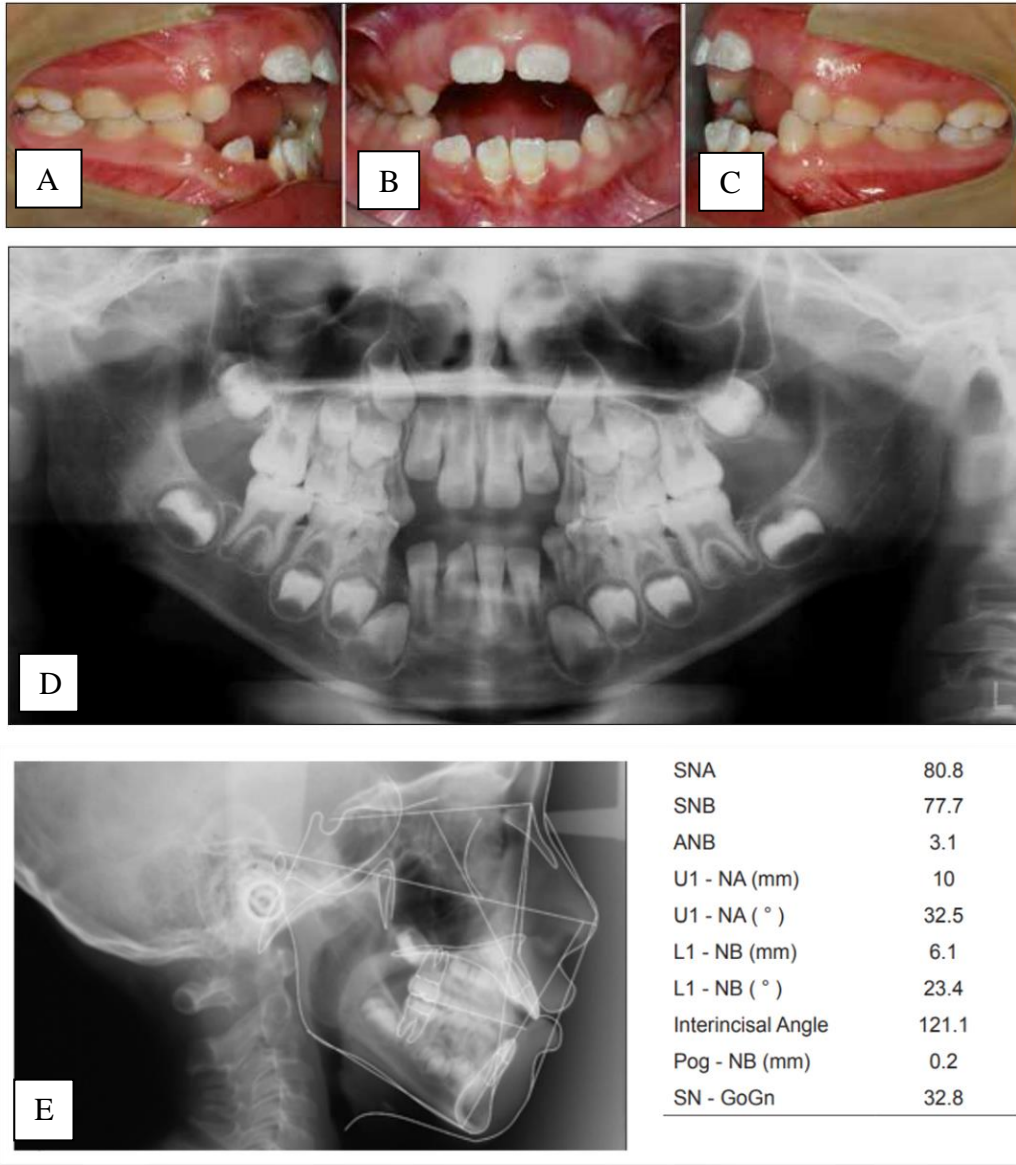 A
B
C
D
L
E
SNA 80.8
SNB 77.7
ANB 3.1
U1 - NA (mm) 10
U1 - NA ( ° ) 32.5
L1 - NB (mm) 6.1
L1 - NB ( ° ) 23.4
Interincisal Angle 121.1
Pog - NB (mm) 0.2
SN - GoGn 32.8